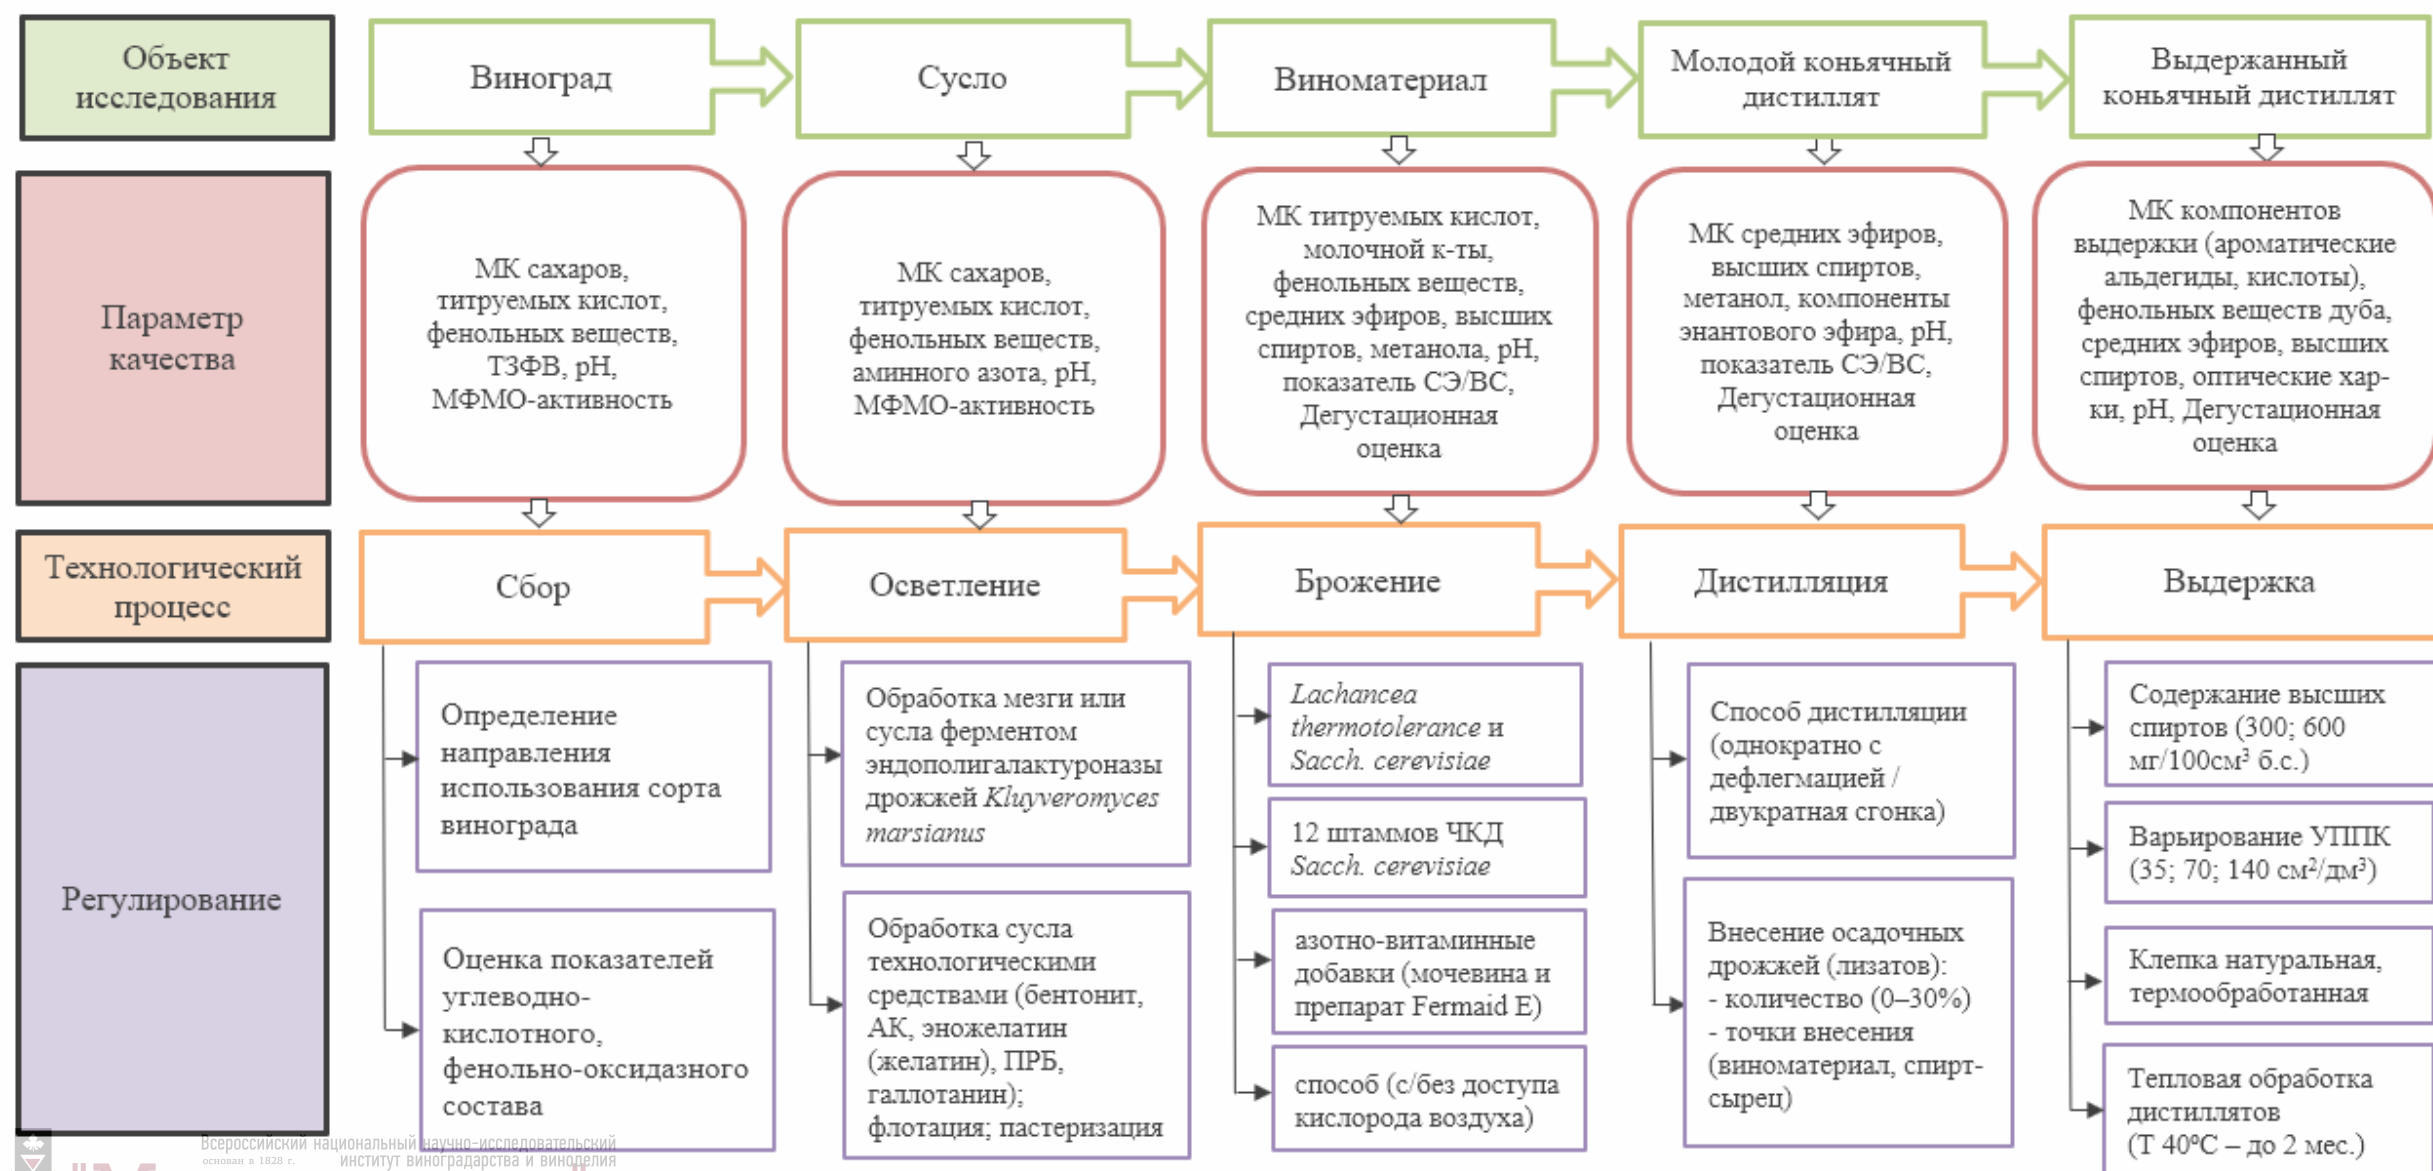 Объект
исследования
Виноград
Сусло
Виноматериал
Молодой коньячный
дистиллят
Выдержанный
коньячный дистиллят
Параметр
качества
МК сахаров,
титруемых кислот,
фенольных веществ,
ТЗФВ, pH,
МФМО-активность
МК сахаров,
титруемых кислот,
фенольных веществ,
аминного азота, pH,
МФМО-активность
МК титруемых кислот,
молочной к-ты,
фенольных веществ,
средних эфиров, высших
спиртов, метанола, pH,
показатель СЭ/ВС,
Дегустационная
оценка
МК средних эфиров,
высших спиртов,
метанол, компоненты
энантового эфира, pH,
показатель СЭ/ВС,
Дегустационная
оценка
МК компонентов
выдержки (ароматические
альдегиды, кислоты),
фенольных веществ дуба,
средних эфиров, высших
спиртов, оптические хар-
ки, pH, Дегустационная
оценка
Технологический
процесс
Сбор
Осветление
Брожение
Дистилляция
Выдержка
Регулирование
Определение
направления
использования сорта
винограда
Оценка показателей
углеводно-
кислотного,
фенольно-оксидазного
состава
Обработка мезги или
сусла ферментом
эндополигалактуроназы
дрожжей Kluyveromyces
marsianus
Обработка сусла
технологическими
средствами (бентонит,
АК, эножелатин
(желатин), ПРБ,
галлотанин);
флотация; пастеризация
Lachancea
thermotolerance и
Sacch. cerevisiae
12 штаммов ЧКД
Sacch. cerevisiae
азотно-витаминные
добавки (мочевина и
препарат Fermaid E)
способ (с/без доступа
кислорода воздуха)
Способ дистилляции
(однократно с
дефлегмацией /
двукратная сгонка)
Внесение осадочных
дрожжей (лизатов):
- количество (0–30%)
- точки внесения
(виноматериал, спирт-
сырец)
Содержание высших
спиртов (300; 600
мг/100см³ б.с.)
Варьирование УППК
(35; 70; 140 см²/дм³)
Клепка натуральная,
термообработанная
Тепловая обработка
дистиллятов
(Т 40ºС – до 2 мес.)
Всероссийский национальный научно-исследовательский
основан в 1828 г. институт виноградарства и виноделия